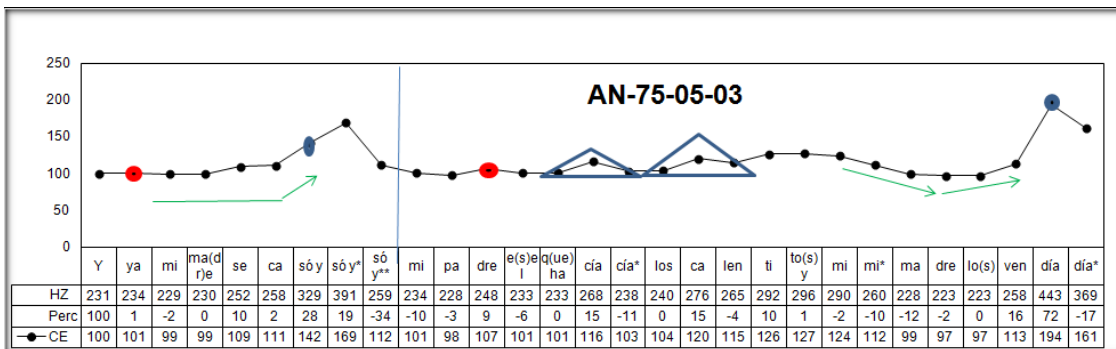 AN-75-05-03
250
200
150
100
50
0
Y ya mi ma(dr)e se ca só y só y* só y** mi pa dre e(s)el q(ue)ha cía cía* los ca len ti to(s)y mi mi* ma dre lo(s) ven día día*
HZ 231 234 229 230 252 258 329 391 259 234 228 248 233 233 268 238 240 276 265 292 296 290 260 228 223 223 258 443 369
Perc 100 1 -2 0 10 2 28 19 -34 -10 -3 9 -6 0 15 -11 0 15 -4 10 1 -2 -10 -12 -2 0 16 72 -17
CE 100 101 99 99 109 111 142 169 112 101 98 107 101 101 116 103 104 120 115 126 127 124 112 99 97 97 113 194 161